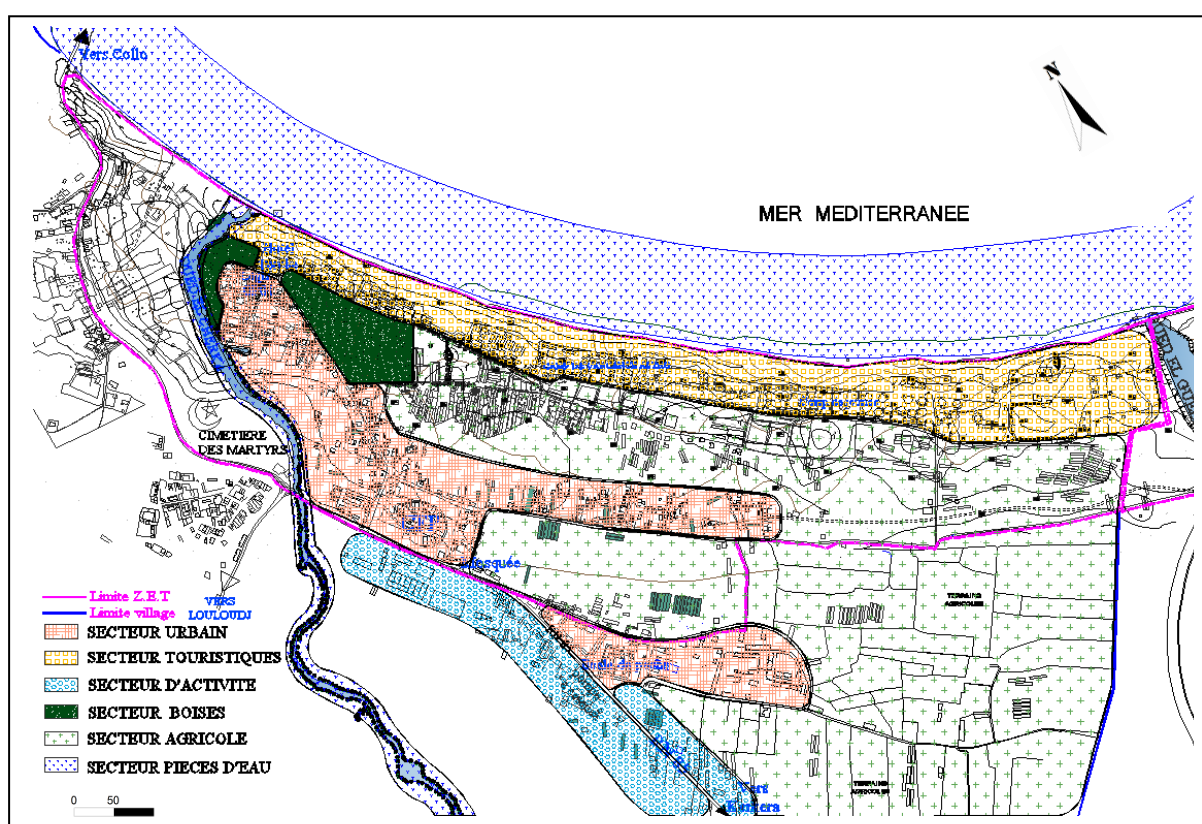 Vers Collo
N
MER MEDITERRANEE
CIMETIERE
DES MARTYRS
Mosquée
TERRAINS
AGRICOLES
Limite Z.E.T
Limite village
VERS
LOULOUDJ
SECTEUR URBAIN
SECTEUR TOURISTIQUES
SECTEUR D'ACTIVITE
SECTEUR BOISES
SECTEUR AGRICOLE
SECTEUR PIECES D'EAU
0 50
TERRAINS
AGRICOLES
Vers
Kerkera